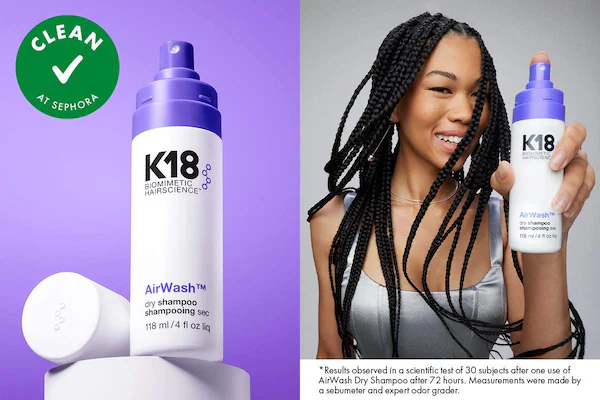 CLEAN
AT SEPHORA
K18
BIOMIMETIC
HAIRSCIENCE™
AirWash™
dry shampoo
shampooing sec
118 ml/4 fl oz liq
K18
BIOMIMETIC
HAIRSCIENCE
AirWash™
dry shampoo
shampooing sec
118 ml/4 fl oz liq
*Results observed in a scientific test of 30 subjects after one use of
AirWash Dry Shampoo after 72 hours. Measurements were made by
a sebumeter and expert odor grader.